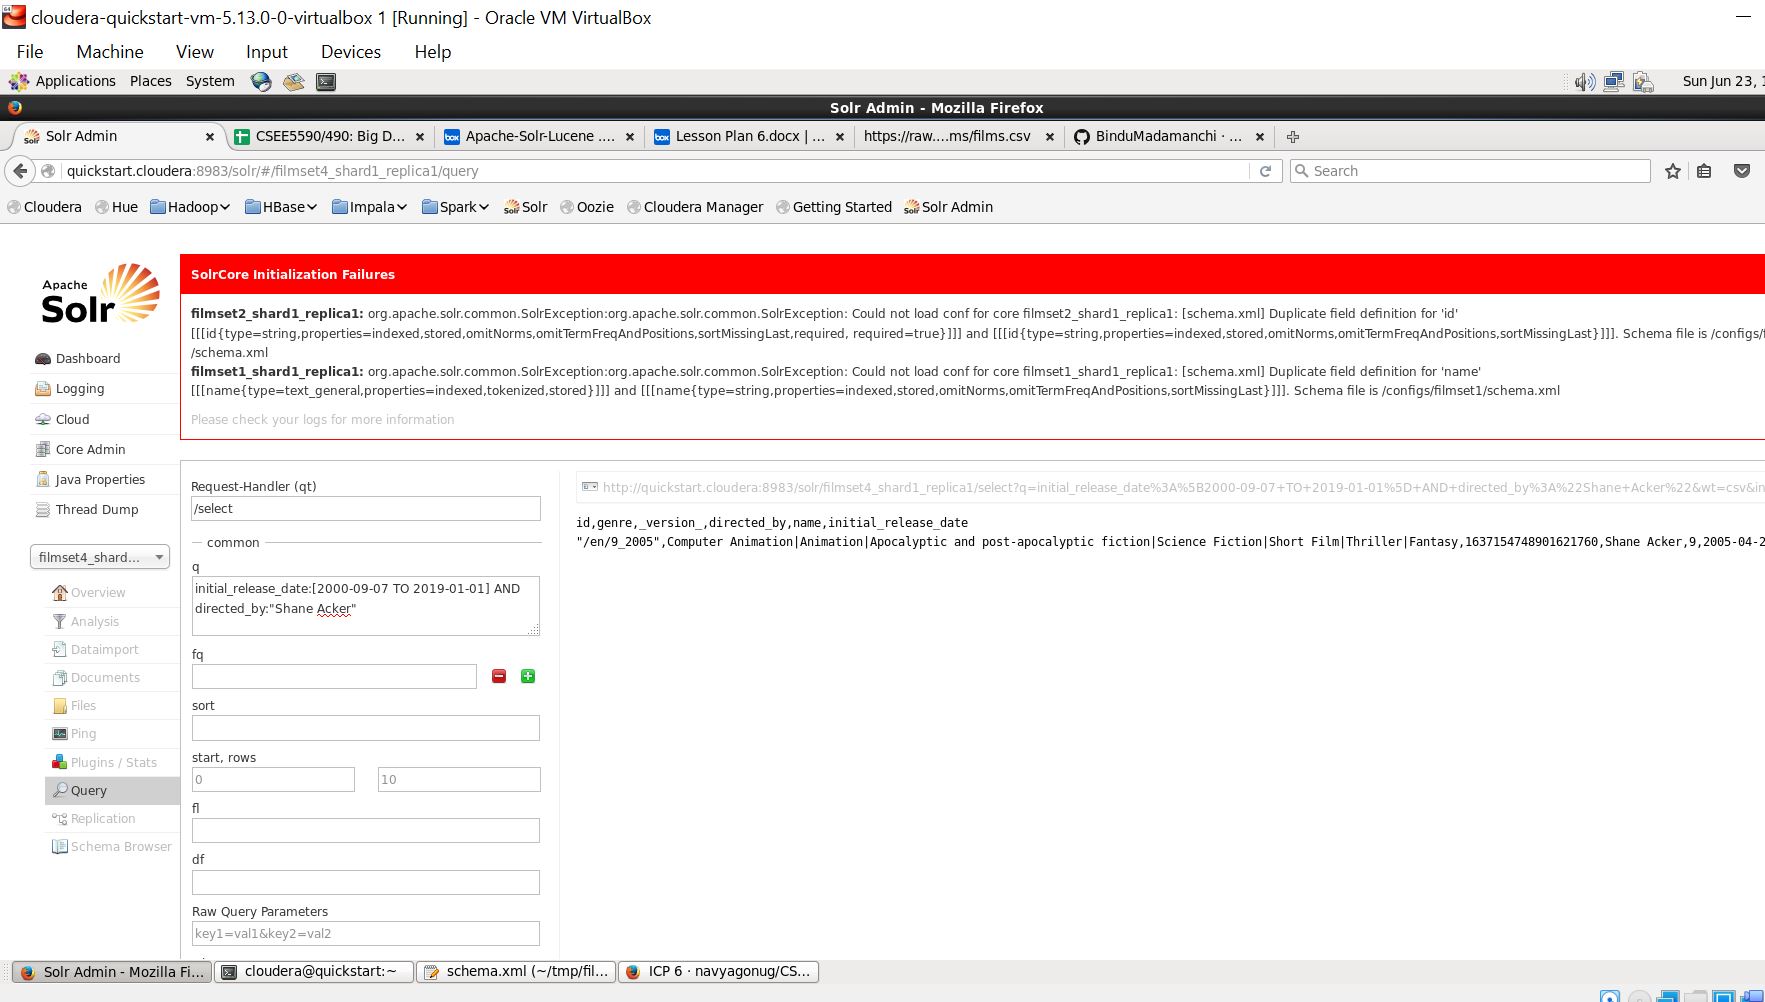 cloudera-quickstart-vm-5.13.0-0-virtualbox 1 [Running] - Oracle VM VirtualBox
File Machine View Input Devices Help
Applications Places System Sun Jun 23,
Solr Admin - Mozilla Firefox
Solr Admin CSEE5590/490: Big D... Apache-Solr-Lucene .... Lesson Plan 6.docx | ... https://raw....ms/films.csv BinduMadamanchi · ...
quickstart.cloudera:8983/solr/#/filmset4_shard1_replica1/query Search
Cloudera Hue Hadoop HBase Impala Spark Solr Oozie Cloudera Manager Getting Started Solr Admin
Apache
Solr
SolrCore Initialization Failures
filmset2_shard1_replica1: org.apache.solr.common.SolrException:org.apache.solr.common.SolrException: Could not load conf for core filmset2_shard1_replica1: [schema.xml] Duplicate field definition for 'id'
[[[id{type=string,properties=indexed,stored,omitNorms,omitTermFreqAndPositions,sortMissingLast,required, required=true}]]] and [[[id{type=string,properties=indexed,stored,omitNorms,omitTermFreqAndPositions,sortMissingLast}]]]. Schema file is /configs/f
/schema.xml
filmset1_shard1_replica1: org.apache.solr.common.SolrException:org.apache.solr.common.SolrException: Could not load conf for core filmset1_shard1_replica1: [schema.xml] Duplicate field definition for 'name'
[[[name{type=text_general,properties=indexed,tokenized,stored}]]] and [[[name{type=string,properties=indexed,stored,omitNorms,omitTermFreqAndPositions,sortMissingLast}]]]. Schema file is /configs/filmset1/schema.xml
Please check your logs for more information
Dashboard
Logging
Cloud
Core Admin
Java Properties
Thread Dump
filmset4_shard...
Overview
Analysis
Dataimport
Documents
Files
Ping
Plugins / Stats
Query
Replication
Schema Browser
Request-Handler (qt)
/select
common
q
initial_release_date:[2000-09-07 TO 2019-01-01] AND
directed_by:"Shane Acker"
fq
sort
start, rows
0 10
fl
df
Raw Query Parameters
key1=val1&key2=val2
http://quickstart.cloudera:8983/solr/filmset4_shard1_replica1/select?q=initial_release_date%3A%5B2000-09-07+TO+2019-01-01%5D+AND+directed_by%3A%22Shane+Acker%22&wt=csv&in
id,genre,_version_,directed_by,name,initial_release_date
"/en/9_2005",Computer Animation|Animation|Apocalyptic and post-apocalyptic fiction|Science Fiction|Short Film|Thriller|Fantasy,1637154748901621760,Shane Acker,9,2005-04-2
Solr Admin - Mozilla Fi... cloudera@quickstart:~ schema.xml (~/tmp/fil... ICP 6 · navyagonug/CS...